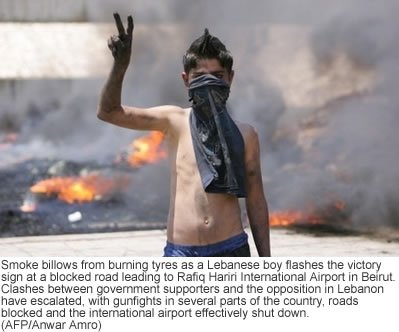 Smoke billows from burning tyres as a Lebanese boy flashes the victory
sign at a blocked road leading to Rafiq Hariri International Airport in Beirut.
Clashes between government supporters and the opposition in Lebanon
have escalated, with gunfights in several parts of the country, roads
blocked and the international airport effectively shut down.
(AFP/Anwar Amro)